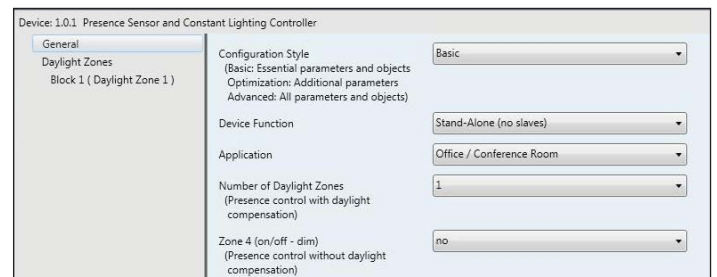 Device: 1.0.1 Presence Sensor and Constant Lighting Controller
General
Daylight Zones
Block 1 ( Daylight Zone 1 )
Configuration Style
(Basic: Essential parameters and objects
Optimization: Additional parameters
Advanced: All parameters and objects)
Basic
Device Function
Stand-Alone (no slaves)
Application
Office / Conference Room
Number of Daylight Zones
(Presence control with daylight
compensation)
1
Zone 4 (on/off - dim)
(Presence control without daylight
compensation)
no